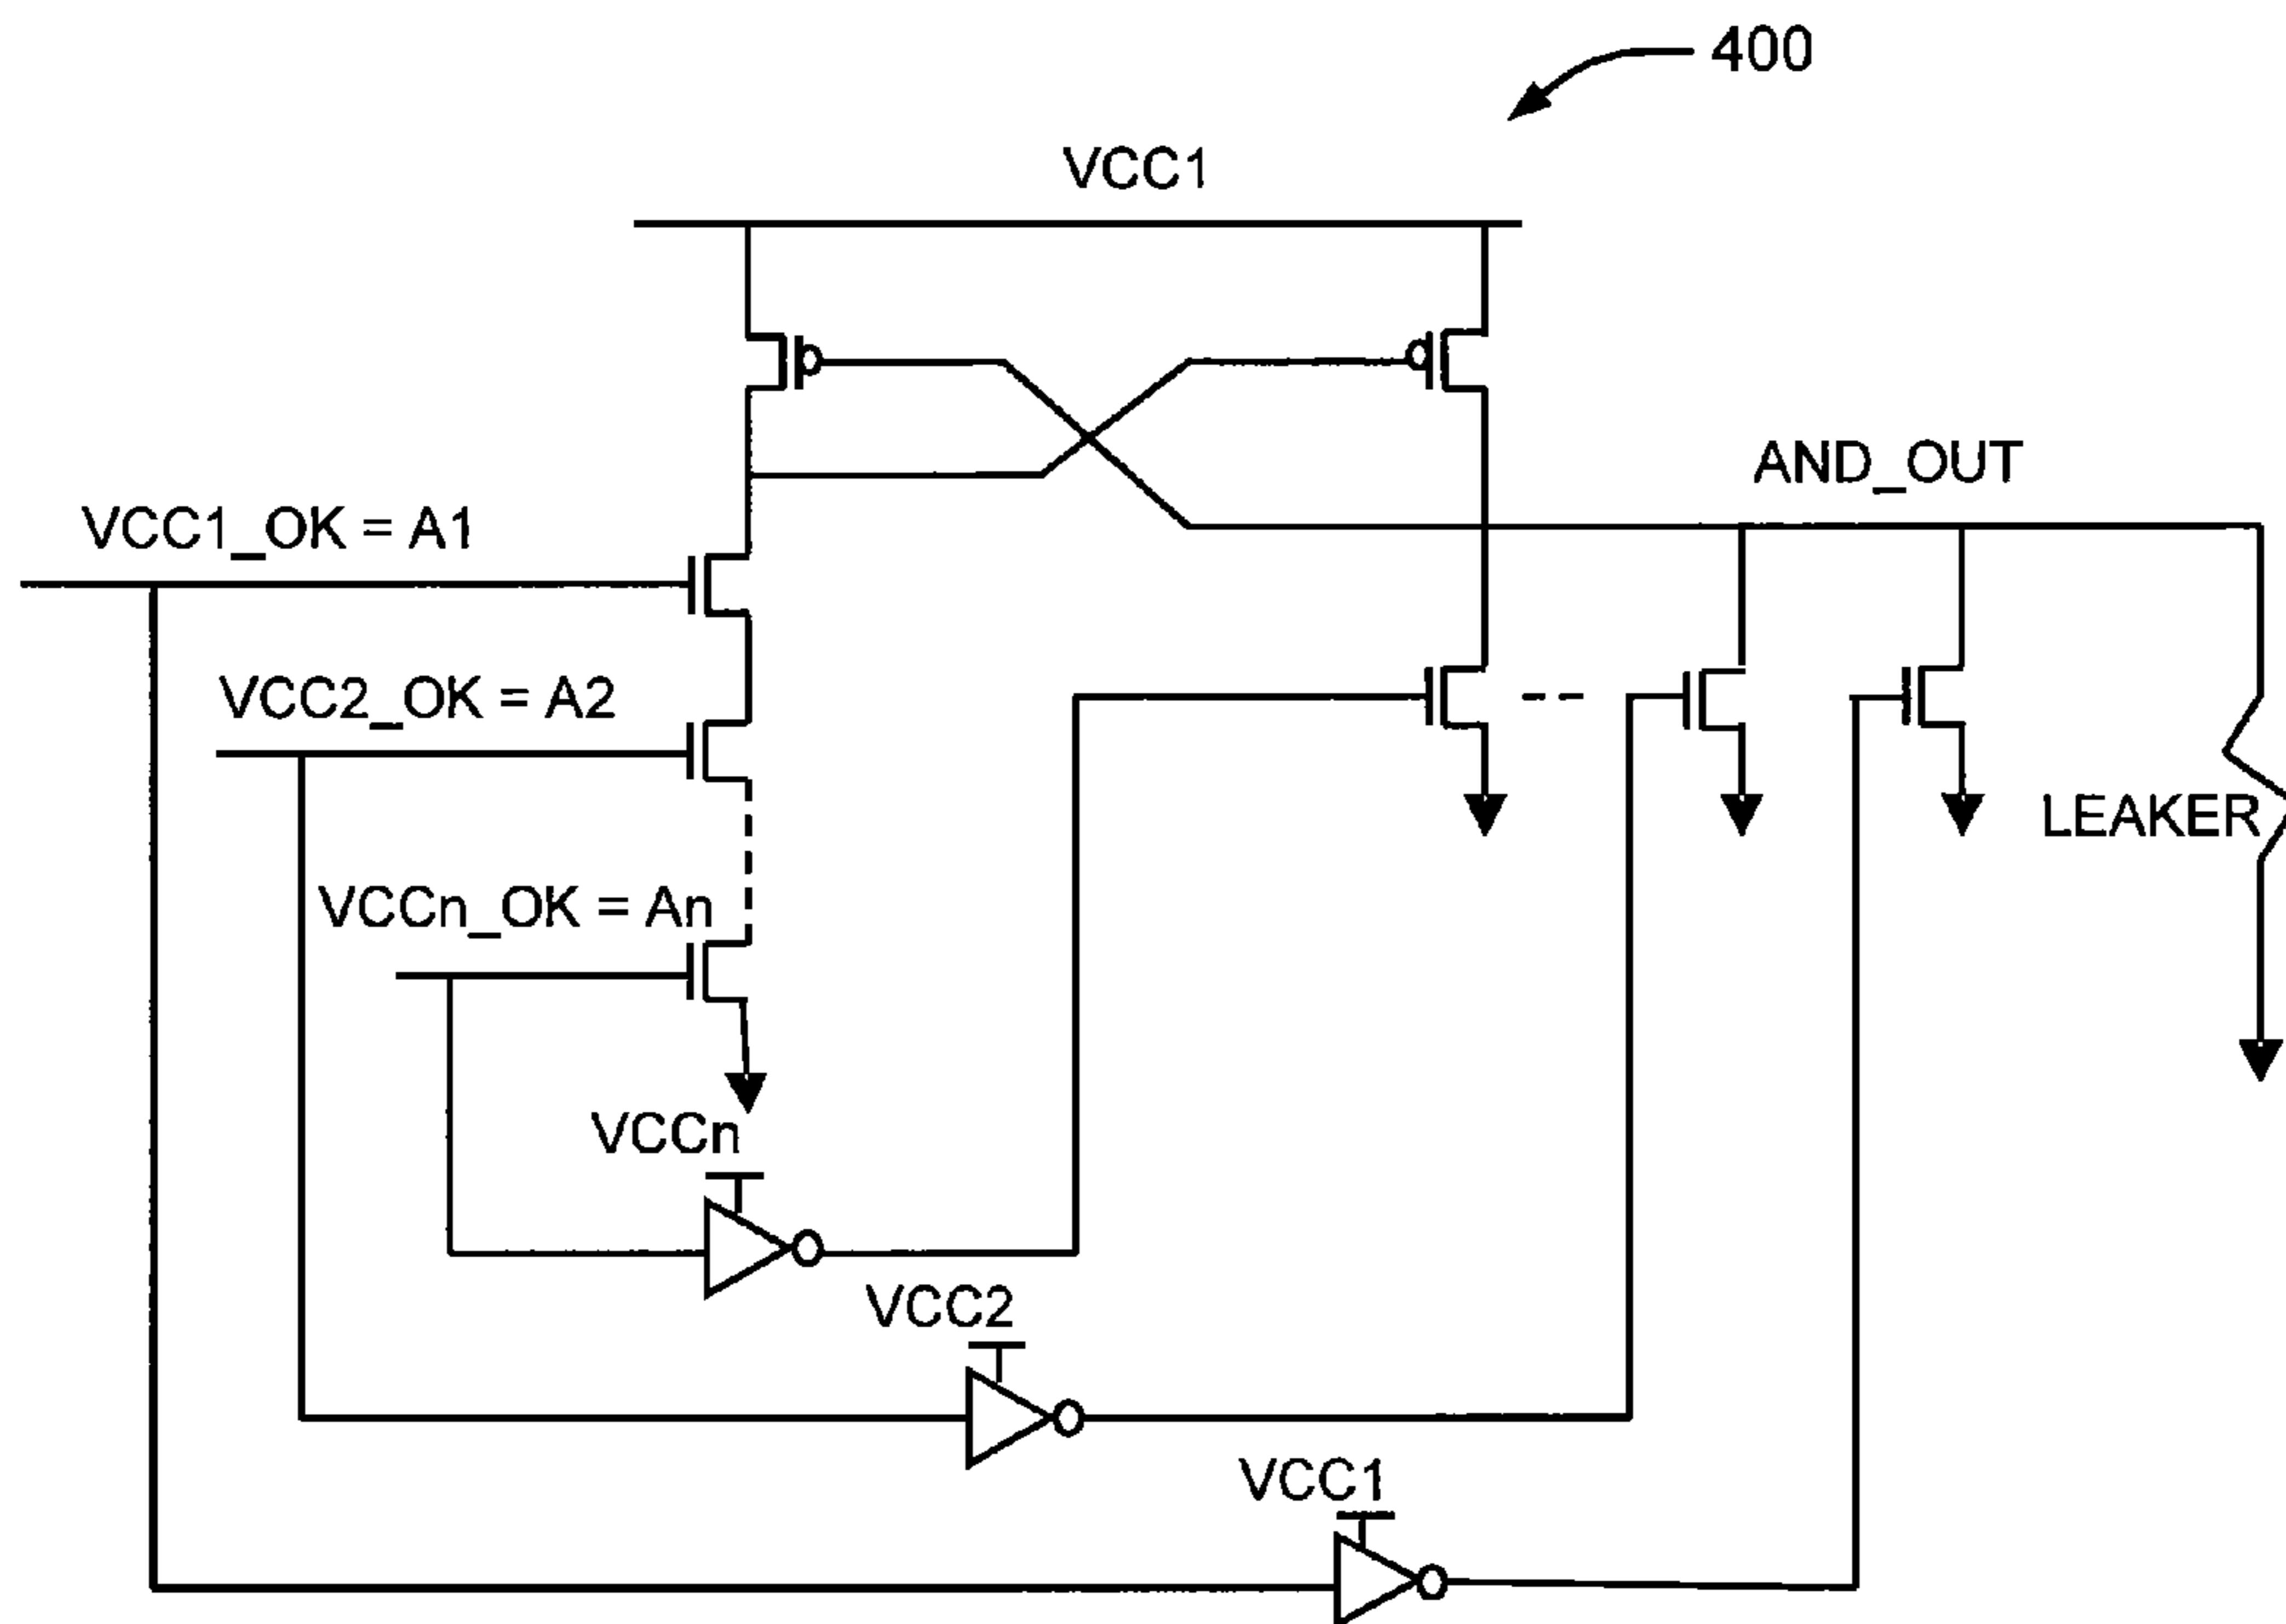 400
VCC1
AND_OUT
VCC1_OK = A1
VCC2_OK = A2
LEAKER
VCCn_OK = An
VCCn
VCC2
VCC1